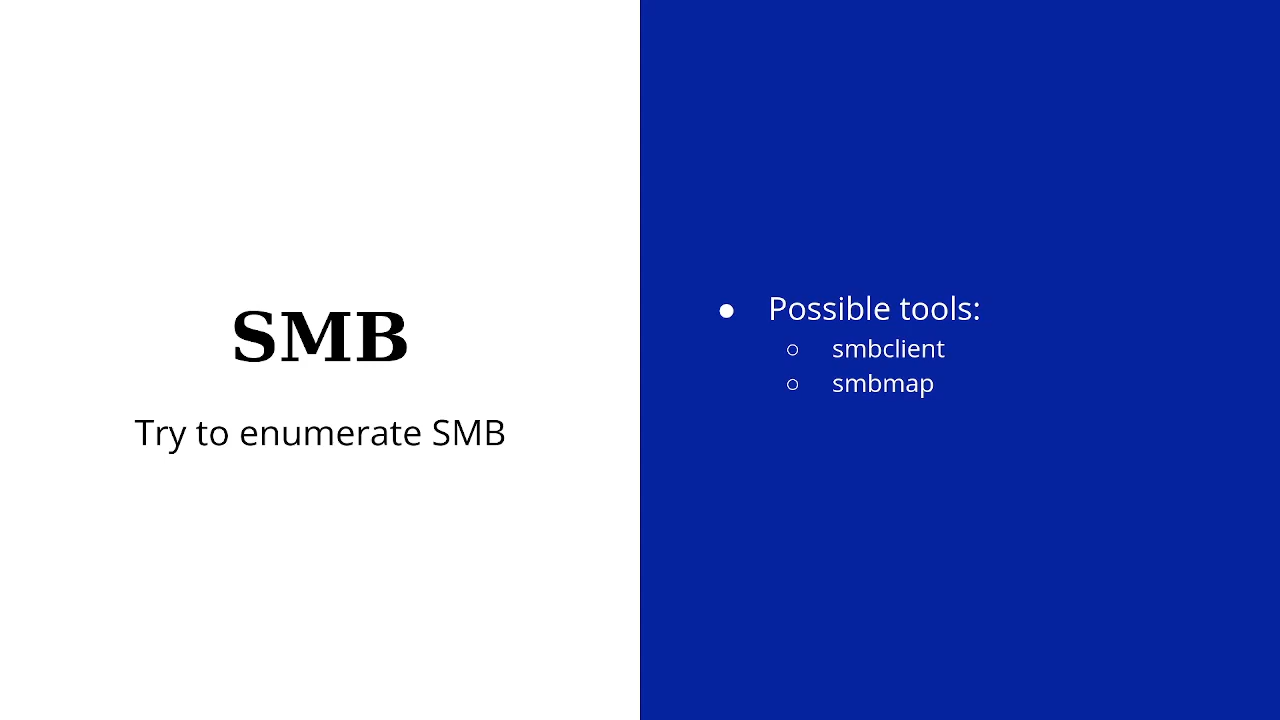 SMB
Try to enumerate SMB
● Possible tools:
○ smbclient
○ smbmap